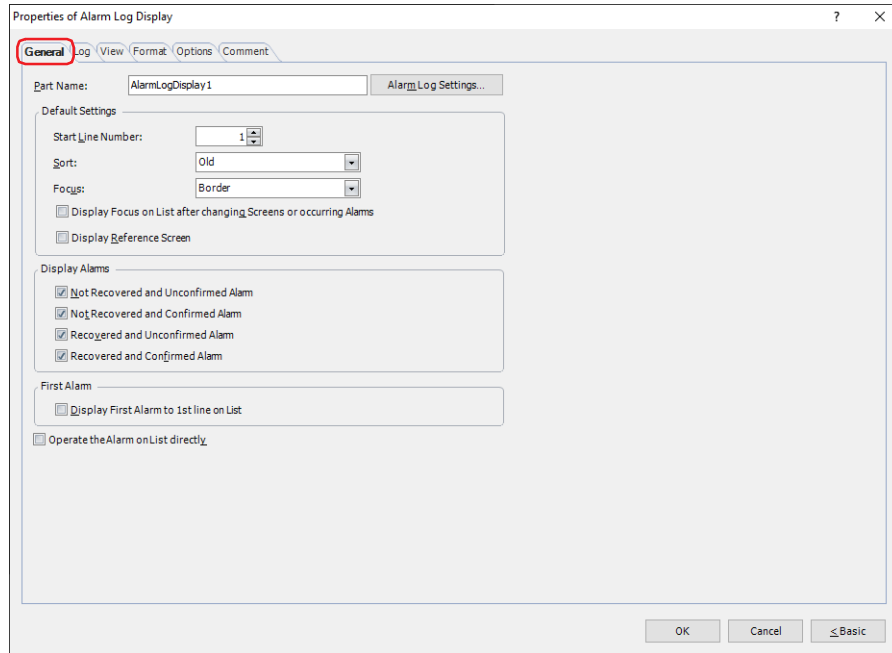 Properties of Alarm Log Display ?
General Log View Format Options Comment
Part Name: AlarmLogDisplay1 Alarm Log Settings...
Default Settings
Start Line Number: 1
Sort: Old
Focus: Border
Display Focus on List after changing Screens or occurring Alarms
Display Reference Screen
Display Alarms
Not Recovered and Unconfirmed Alarm
Not Recovered and Confirmed Alarm
Recovered and Unconfirmed Alarm
Recovered and Confirmed Alarm
First Alarm
Display First Alarm to 1st line on List
Operate the Alarm on List directly
OK Cancel < Basic